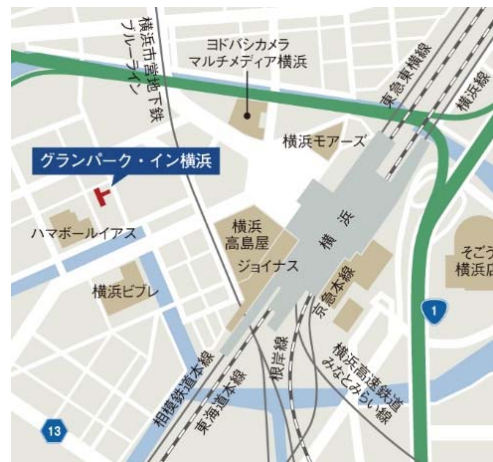 横浜市営地下鉄
ブルーライン
ヨドバシカメラ
マルチメディア横浜
東急東横線
横浜線
横浜モアーズ
グランパーク・イン横浜
ハマボールイアス
横浜
高島屋
ジョイナス
横浜
そごう
横浜店
横浜ビブレ
京急本線
1
相模鉄道本線
東海道本線
根岸線
横浜高速鉄道
みなとみらい線
13